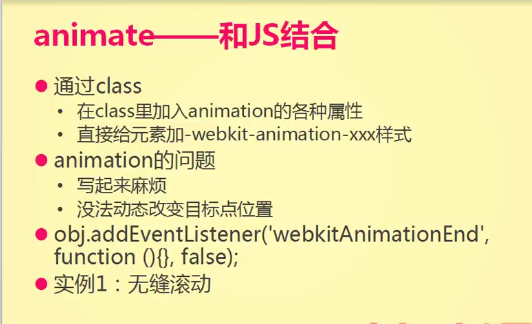 animate——和JS结合
通过class
在class里加入animation的各种属性
直接给元素加-webkit-animation-xxx样式
animation的问题
写起来麻烦
没法动态改变目标点位置
obj.addEventListener('webkitAnimationEnd',
function (){}, false);
实例1：无缝滚动